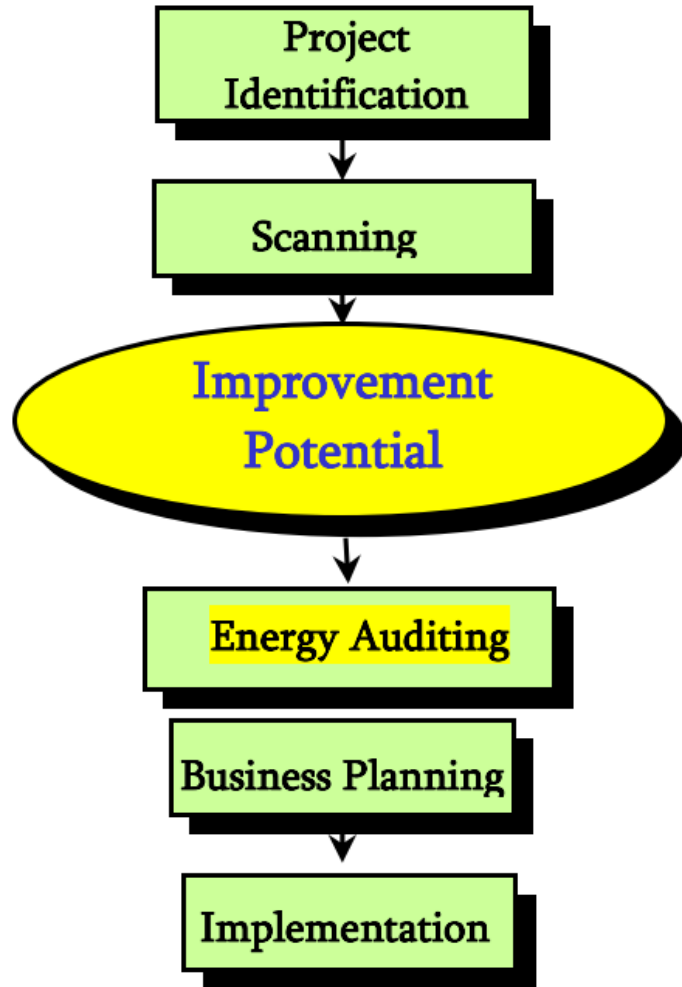 Project
Identification
Scanning
Improvement
Potential
Energy Auditing
Business Planning
Implementation